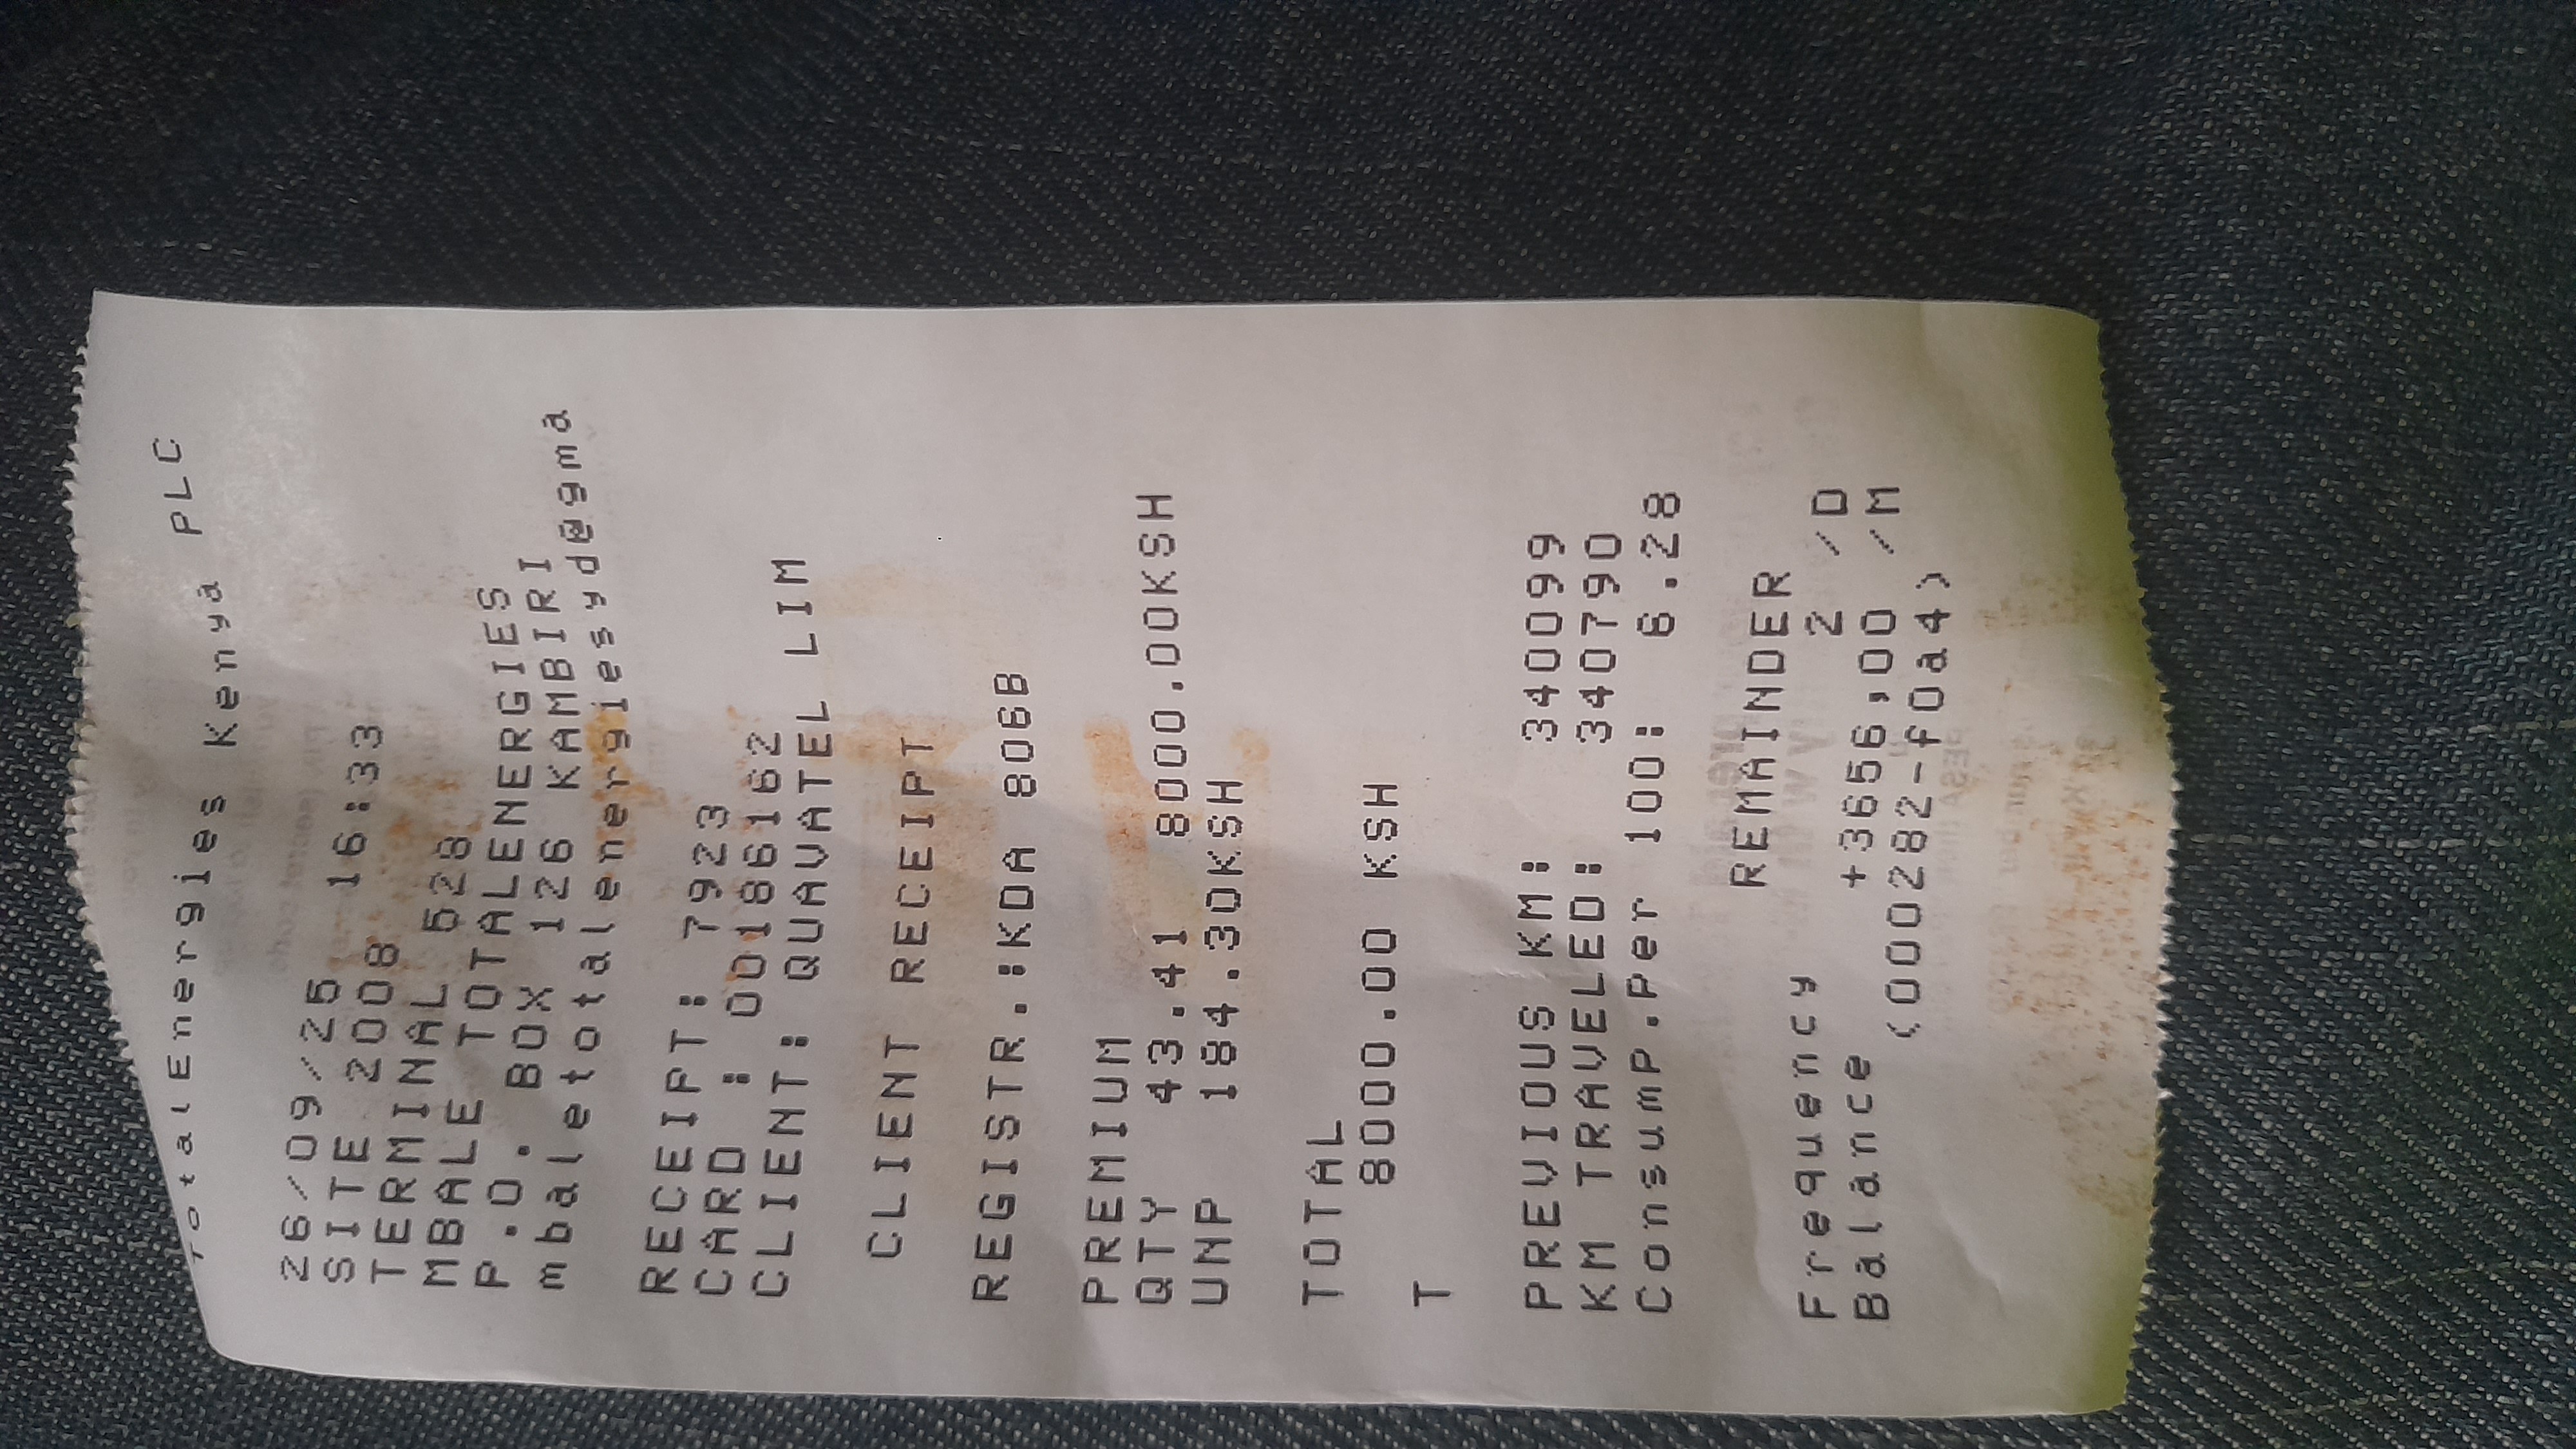 TotalEnergies Kenya PLC
26/09/25 16:33
SITE 2008
TERMINAL 528
MBALE TOTALENERGIES
P.O. BOX 126 KAMBIRI
mbaletotalenergiesyd@gma
RECEIPT: 7923
CARD : 00186162
CLIENT: QUAVATEL LIM
CLIENT RECEIPT
REGISTR.:KDA 806B
PREMIUM
QTY 43.41 8000.00KSH
UNP 184.30KSH
TOTAL
8000.00 KSH
T
PREVIOUS KM: 340099
KM TRAVELED: 340790
Consump.Per 100: 6.28
REMAINDER
Frequency 2 /D
Balance +3656,00 /M
(000282-f0a4)